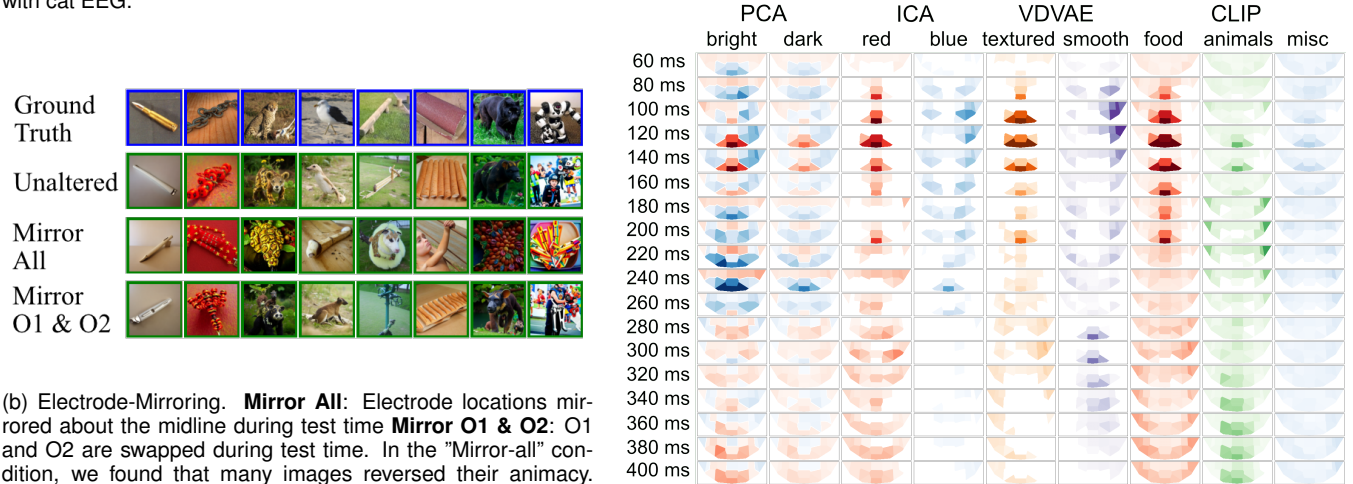 with cat EEG.
Ground
Truth
Unaltered
Mirror
All
Mirror
O1 & O2
(b) Electrode-Mirroring. Mirror All: Electrode locations mir-
rored about the midline during test time Mirror O1 & O2: O1
and O2 are swapped during test time. In the "Mirror-all" con-
dition, we found that many images reversed their animacy.
PCA ICA VDVAE CLIP
bright dark red blue textured smooth food animals misc
60 ms
80 ms
100 ms
120 ms
140 ms
160 ms
180 ms
200 ms
220 ms
240 ms
260 ms
280 ms
300 ms
320 ms
340 ms
360 ms
380 ms
400 ms